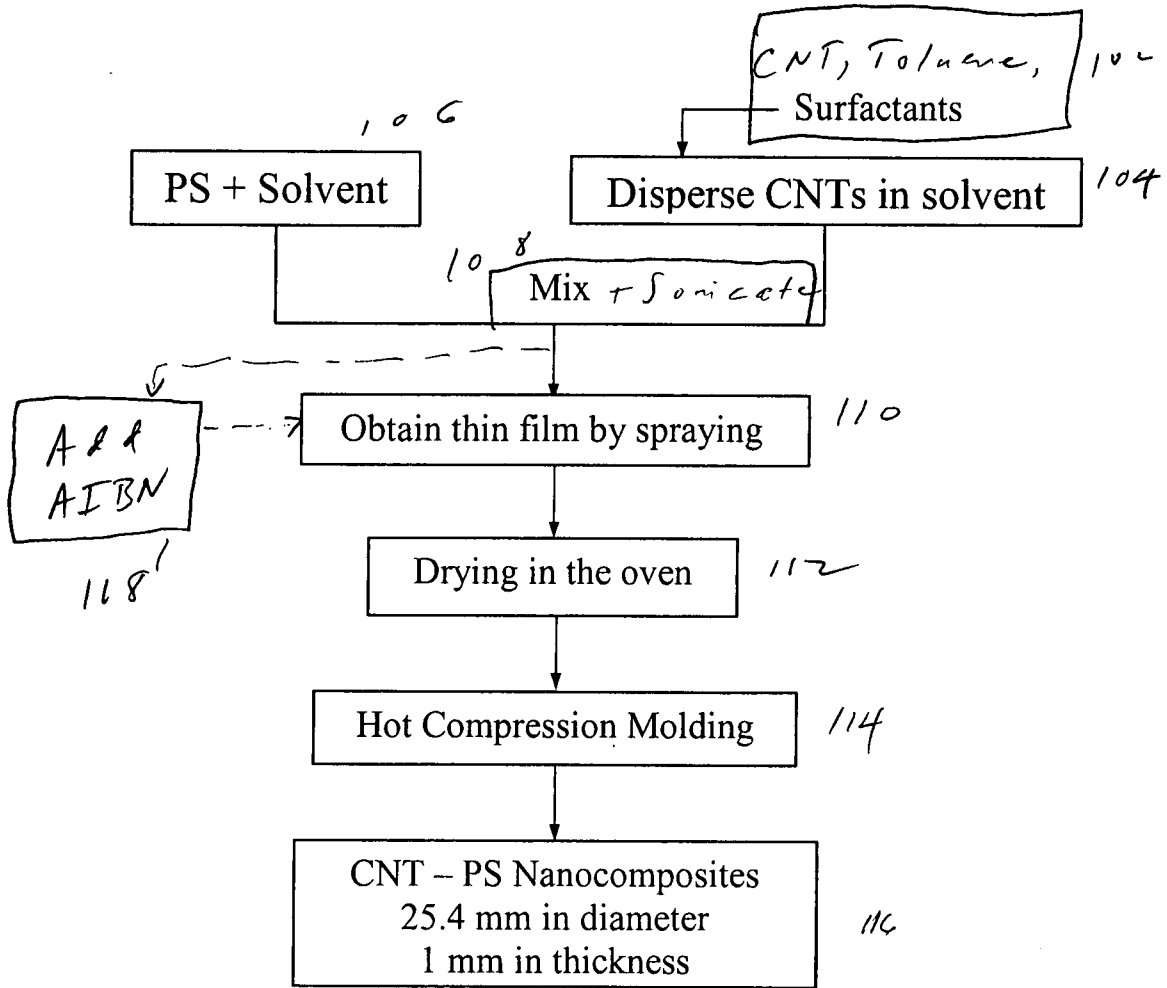 CNT, Toluene, 102
Surfactants
106
PS + Solvent
Disperse CNTs in solvent 104
108
Mix + Sonicate
Add
AIBN
118
Obtain thin film by spraying 110
Drying in the oven 112
Hot Compression Molding 114
CNT – PS Nanocomposites
25.4 mm in diameter 116
1 mm in thickness